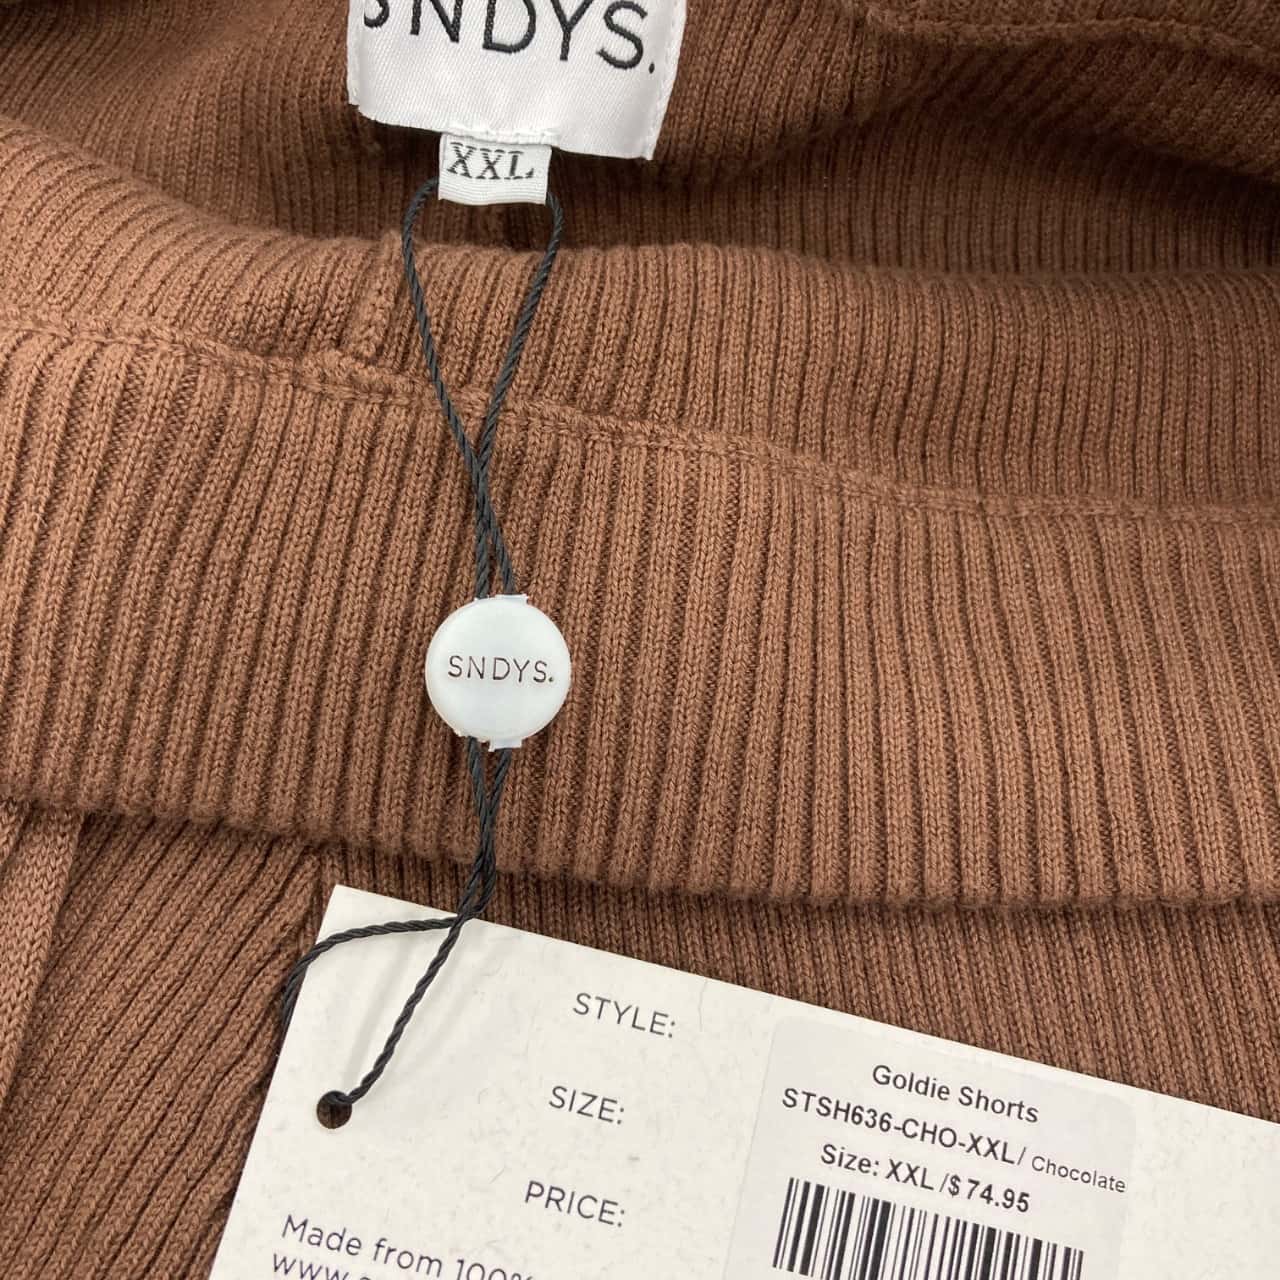 SNDYS.
XXL
SNDYS.
STYLE:
SIZE:
PRICE:
Goldie Shorts
STSH636-CHO-XXL/ Chocolate
Size: XXL /$ 74.95
Made from 100%
www.